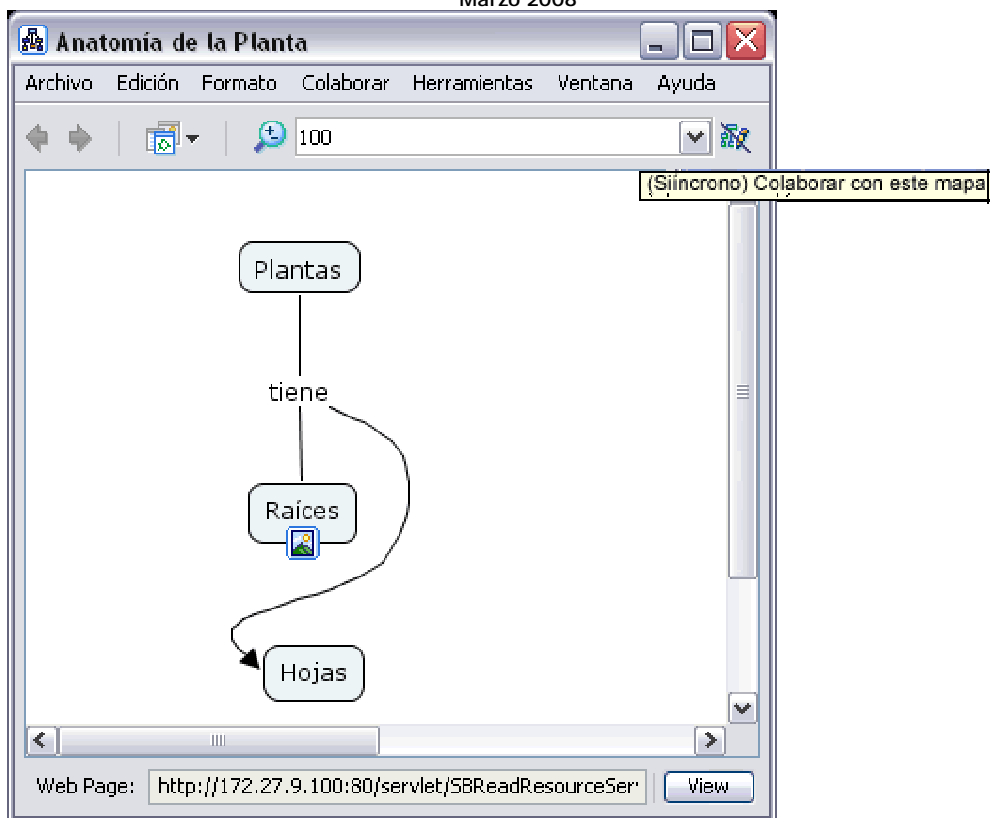 Marzo 2008
Anatomía de la Planta
Archivo Edición Formato Colaborar Herramientas Ventana Ayuda
100
(Siíncrono) Colaborar con este mapa
Plantas
tiene
Raíces
Hojas
Web Page: http://172.27.9.100:80/servlet/SBReadResourceSer View